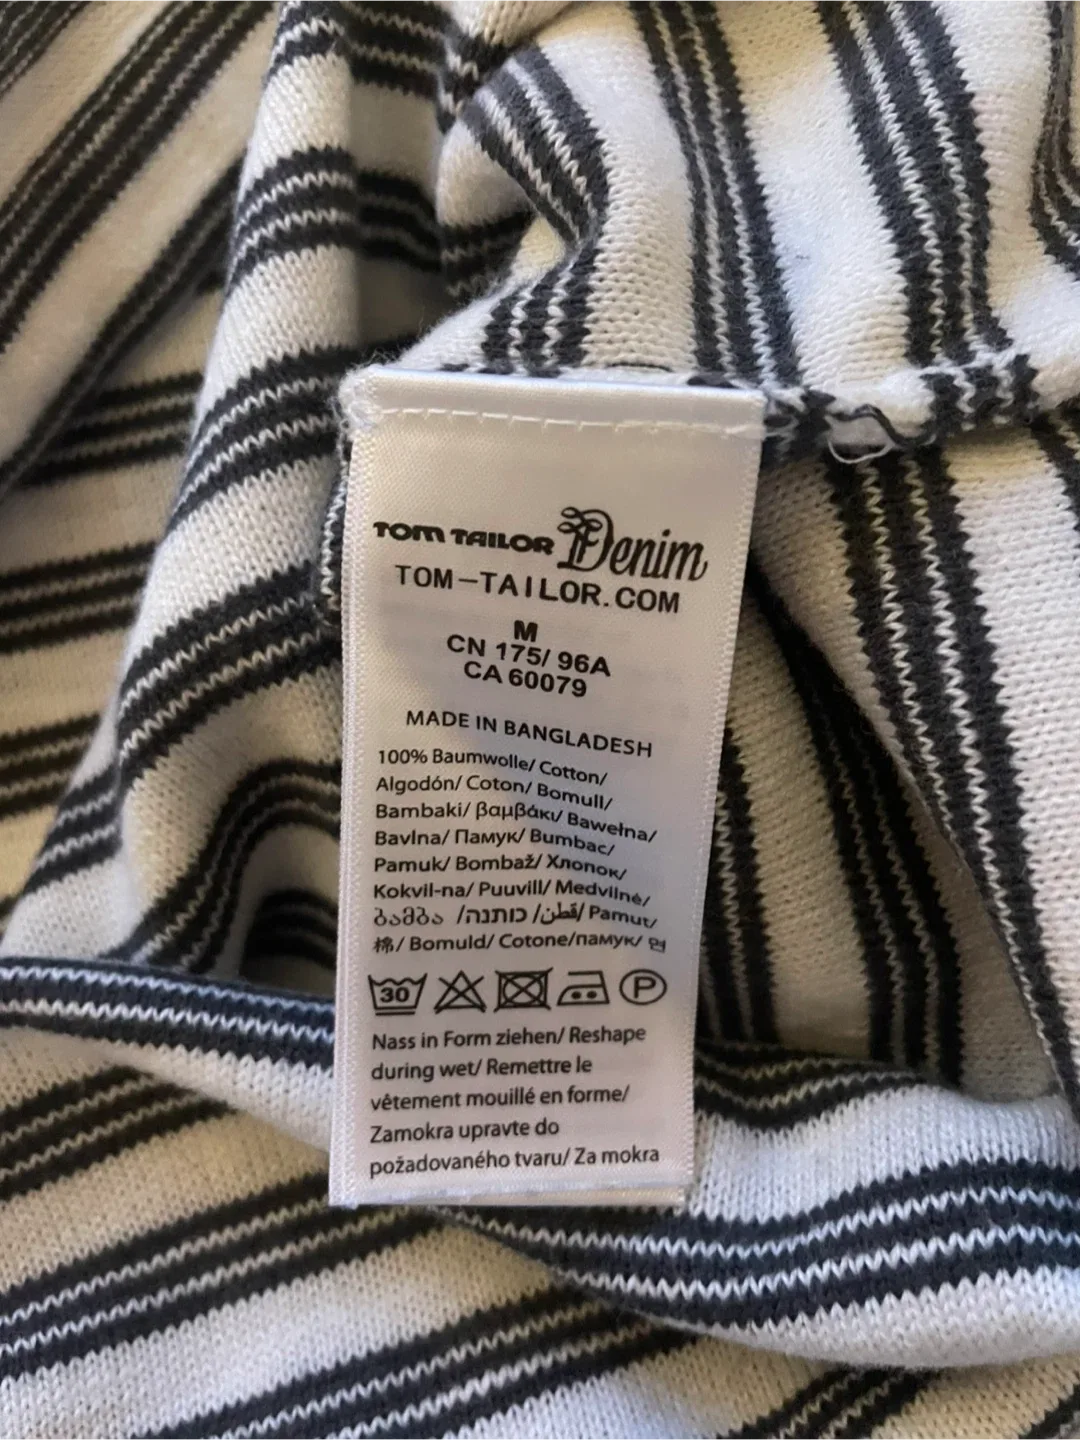 TOM TAILOR Denim
TOM-TAILOR.COM
M
CN 175/ 96A
CA 60079
MADE IN BANGLADESH
100% Baumwolle/ Cotton/
Algodón/ Coton/ Bomull/
Bambaki/ βαμβάκι/ Bawełna/
Bavlna/ Памук/ Bumbac/
Pamuk/ Bombaž/ Хлопок/
Kokvil-na/ Puuvill/ Medvilnė/
ბამბა /כותנה /قطن/ Pamut/
棉/ Bomuld/ Cotone/памук/ 면
30 P
Nass in Form ziehen/ Reshape
during wet/ Remettre le
vêtement mouillé en forme/
Zamokra upravte do
požadovaného tvaru/ Za mokra